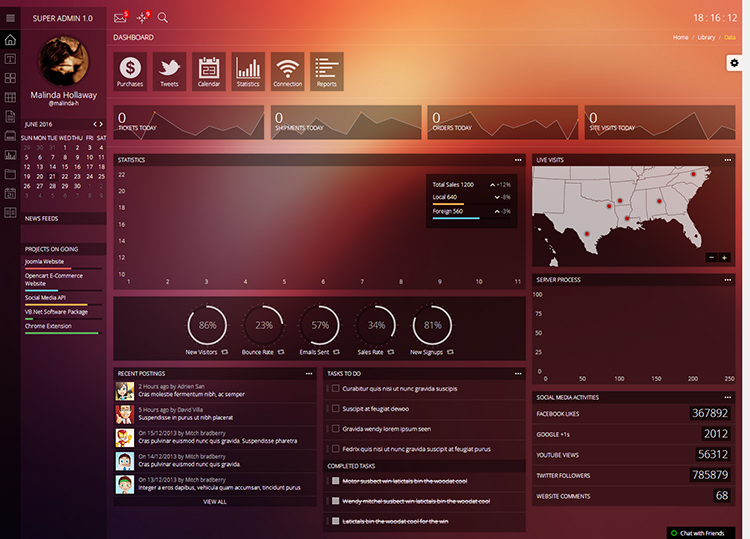 SUPER ADMIN 1.0
5
9
18 : 16 : 12
DASHBOARD
Home / Library / Data
Malinda Hollaway
@malinda-h
Purchases
Tweets
Calendar
Statistics
Connection
Reports
23
0
TICKETS TODAY
0
SHIPMENTS TODAY
0
ORDERS TODAY
0
SITE VISITS TODAY
JUNE 2016
SUN MON TUE WED THU FRI SAT
29 30 31 1 2 3 4
5 6 7 8 9 10 11
12 13 14 15 16 17 18
19 20 21 22 23 24 25
26 27 28 29 30 1 2
NEWS FEEDS
PROJECTS ON GOING
Joomla Website
Opencart E-Commerce
Website
Social Media API
VB.Net Software Package
Chrome Extension
STATISTICS
22
20
18
16
14
12
10
1 2 3 4 5 6 7 8 9 10 11
Total Sales 1200 +12%
Local 640 -8%
Foreign 560 -3%
LIVE VISITS
SERVER PROCESS
100
75
50
25
0
0 50 100 150 200 250
86%
23%
57%
34%
81%
New Visitors
Bounce Rate
Emails Sent
Sales Rate
New Signups
RECENT POSTINGS
2 Hours ago by Adrien San
Cras molestie fermentum nibh, ac semper
5 Hours ago by David Villa
Suspendisse in purus ut nibh placerat
On 15/12/2013 by Mitch bradberry
Cras pulvinar euismod nunc quis gravida. Suspendisse pharetra
On 14/12/2013 by Mitch bradberry
Cras pulvinar euismod nunc quis gravida.
On 13/12/2013 by Mitch bradberry
Integer a eros dapibus, vehicula quam accumsan, tincidunt purus
VIEW ALL
TASKS TO DO
Curabitur quis nisi ut nunc gravida suscipis
Suscipit at feugiat dewoo
Gravida wendy lorem ipsum seen
Fedrix quis nisi ut nunc gravida suscipit at feugiat purus
COMPLETED TASKS
Motor susbect win latictals bin the woodat cool
Wendy mitchel susbect win latictals bin the woodat cool
Latictals bin the woodat cool for the win
SOCIAL MEDIA ACTIVITIES
FACEBOOK LIKES 367892
GOOGLE +1s 2012
YOUTUBE VIEWS 56312
TWITTER FOLLOWERS 785879
WEBSITE COMMENTS 68
Chat with Friends